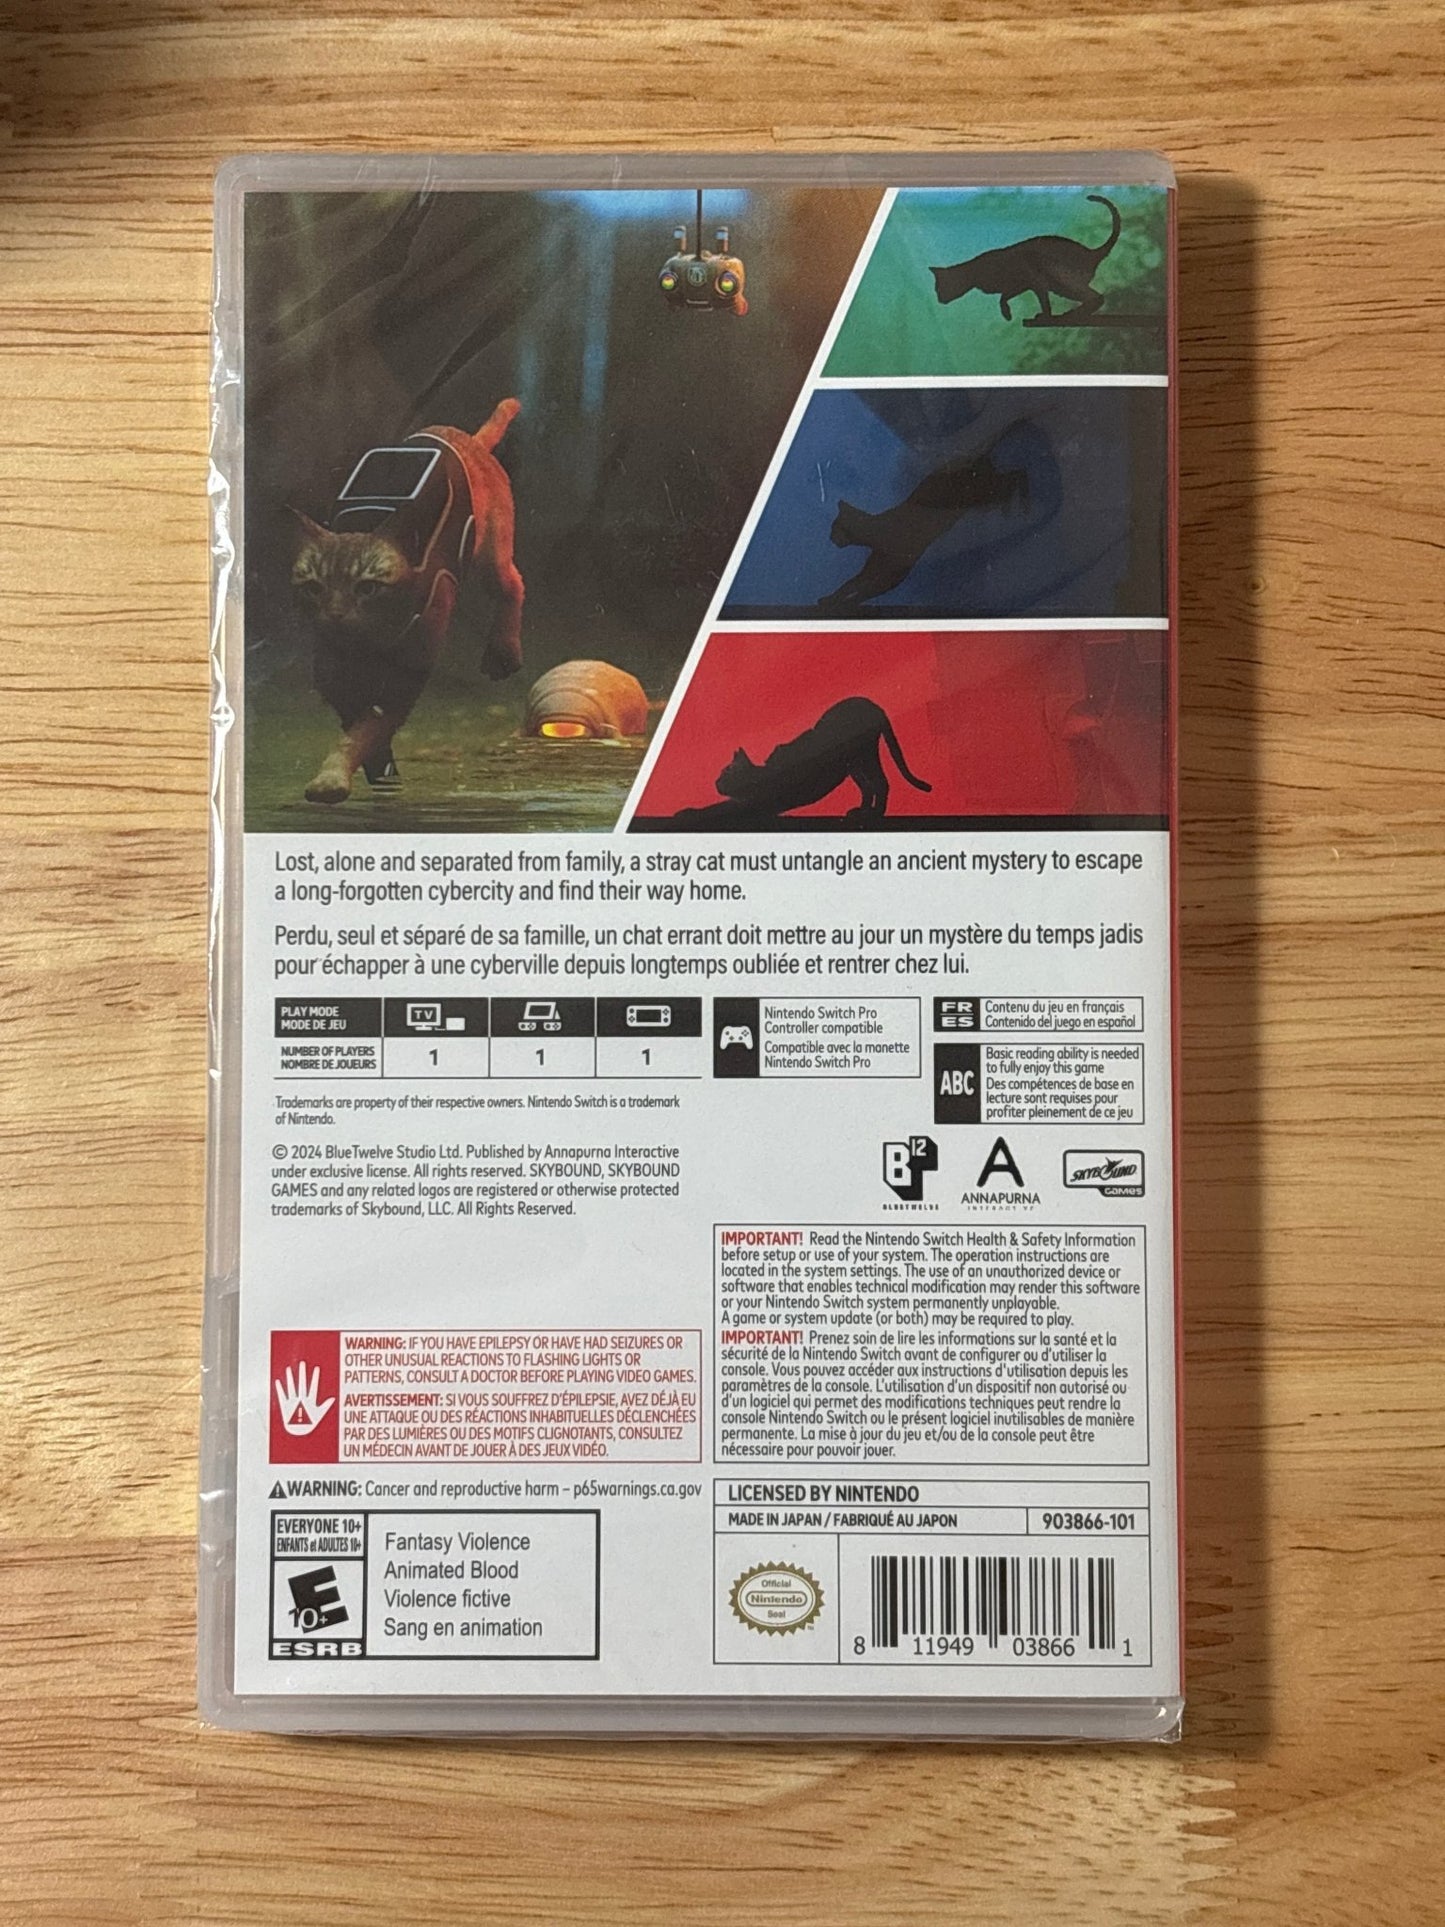 Lost, alone and separated from family, a stray cat must untangle an ancient mystery to escape
a long-forgotten cybercity and find their way home.
Perdu, seul et séparé de sa famille, un chat errant doit mettre au jour un mystère du temps jadis
pour échapper à une cyberville depuis longtemps oubliée et rentrer chez lui.
PLAY MODE
MODE DE JEU
TV
NUMBER OF PLAYERS
NOMBRE DE JOUEURS
1
1
1
Nintendo Switch Pro
Controller compatible
Compatible avec la manette
Nintendo Switch Pro
FR
ES
Contenu du jeu en français
Contenido del juego en español
ABC
Basic reading ability is needed
to fully enjoy this game
Des compétences de base en
lecture sont requises pour
profiter pleinement de ce jeu
Trademarks are property of their respective owners. Nintendo Switch is a trademark
of Nintendo.
© 2024 BlueTwelve Studio Ltd. Published by Annapurna Interactive
under exclusive license. All rights reserved. SKYBOUND, SKYBOUND
GAMES and any related logos are registered or otherwise protected
trademarks of Skybound, LLC. All Rights Reserved.
B12
BLUETWELVE
A
ANNAPURNA
INTERACTIVE
SKYBOUND
GAMES
IMPORTANT! Read the Nintendo Switch Health & Safety Information
before setup or use of your system. The operation instructions are
located in the system settings. The use of an unauthorized device or
software that enables technical modification may render this software
or your Nintendo Switch system permanently unplayable.
A game or system update (or both) may be required to play.
IMPORTANT! Prenez soin de lire les informations sur la santé et la
sécurité de la Nintendo Switch avant de configurer ou d'utiliser la
console. Vous pouvez accéder aux instructions d'utilisation depuis les
paramètres de la console. L'utilisation d'un dispositif non autorisé ou
d'un logiciel qui permet des modifications techniques peut rendre la
console Nintendo Switch ou le présent logiciel inutilisables de manière
permanente. La mise à jour du jeu et/ou de la console peut être
nécessaire pour pouvoir jouer.
WARNING: IF YOU HAVE EPILEPSY OR HAVE HAD SEIZURES OR
OTHER UNUSUAL REACTIONS TO FLASHING LIGHTS OR
PATTERNS, CONSULT A DOCTOR BEFORE PLAYING VIDEO GAMES.
AVERTISSEMENT: SI VOUS SOUFFREZ D'ÉPILEPSIE, AVEZ DÉJÀ EU
UNE ATTAQUE OU DES RÉACTIONS INHABITUELLES DÉCLENCHÉES
PAR DES LUMIÈRES OU DES MOTIFS CLIGNOTANTS, CONSULTEZ
UN MÉDECIN AVANT DE JOUER À DES JEUX VIDÉO.
WARNING: Cancer and reproductive harm – p65warnings.ca.gov
EVERYONE 10+
ENFANTS et ADULTES 10+
E
10+
ESRB
Fantasy Violence
Animated Blood
Violence fictive
Sang en animation
LICENSED BY NINTENDO
MADE IN JAPAN / FABRIQUÉ AU JAPON
903866-101
Official
Nintendo
Seal
8 11949 03866 1